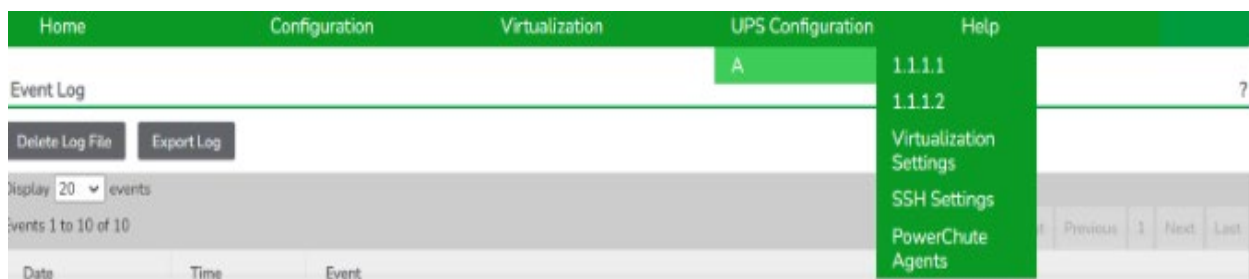 Home Configuration Virtualization UPS Configuration Help
A 1.1.1.1
Event Log ?
1.1.1.2
Delete Log File Export Log Virtualization
Settings
Display 20 events SSH Settings
Events 1 to 10 of 10 Previous 1 Next Last
PowerChute
Agents
Date Time Event